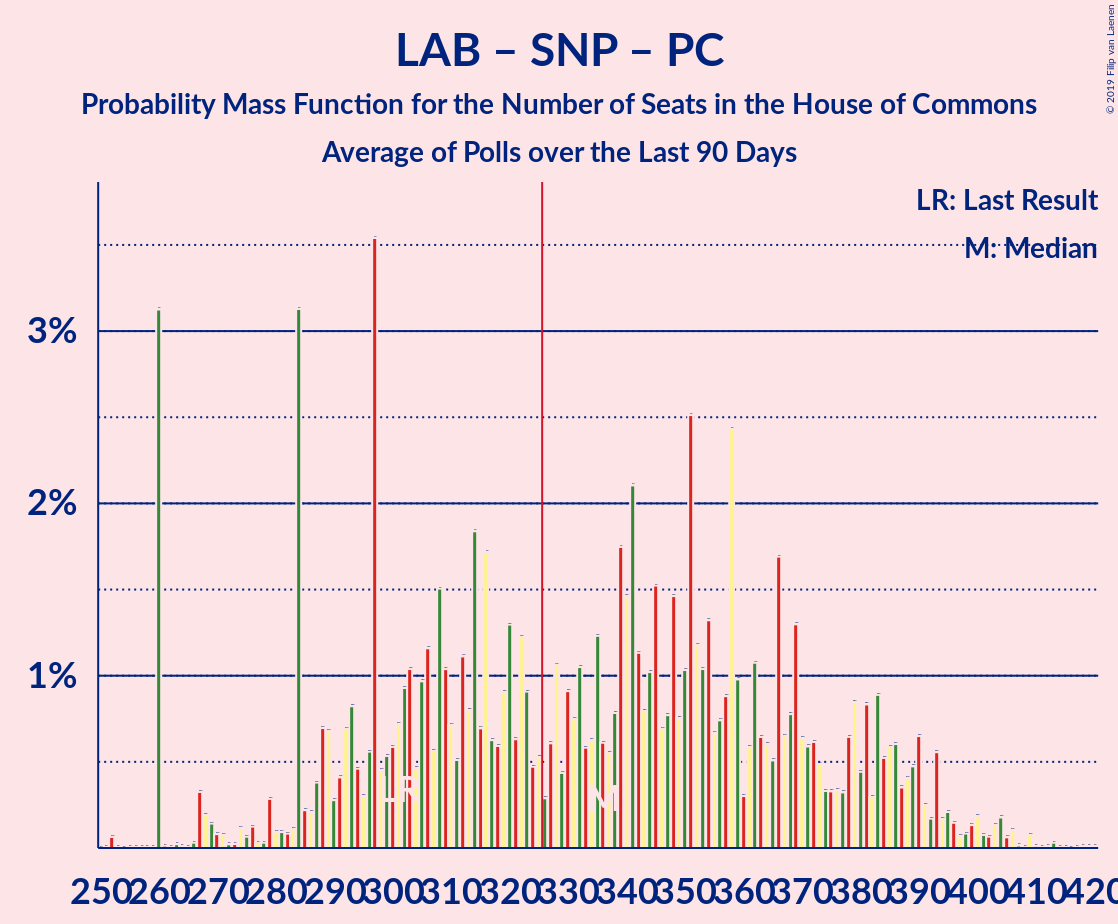 LAB – SNP – PC
Probability Mass Function for the Number of Seats in the House of Commons
Average of Polls over the Last 90 Days
© 2019 Filip van Laenen
LR: Last Result
M: Median
3%
2%
1%
LR
M
250 260 270 280 290 300 310 320 330 340 350 360 370 380 390 400 410 420